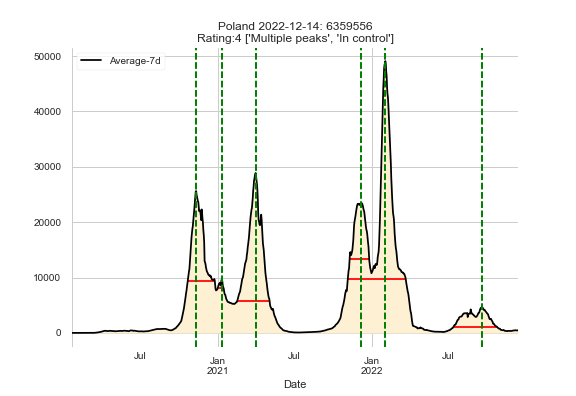 Poland 2022-12-14: 6359556
Rating:4 ['Multiple peaks', 'In control']
Average-7d
50000
40000
30000
20000
10000
0
Jul
Jan
2021
Jul
Jan
2022
Jul
Date